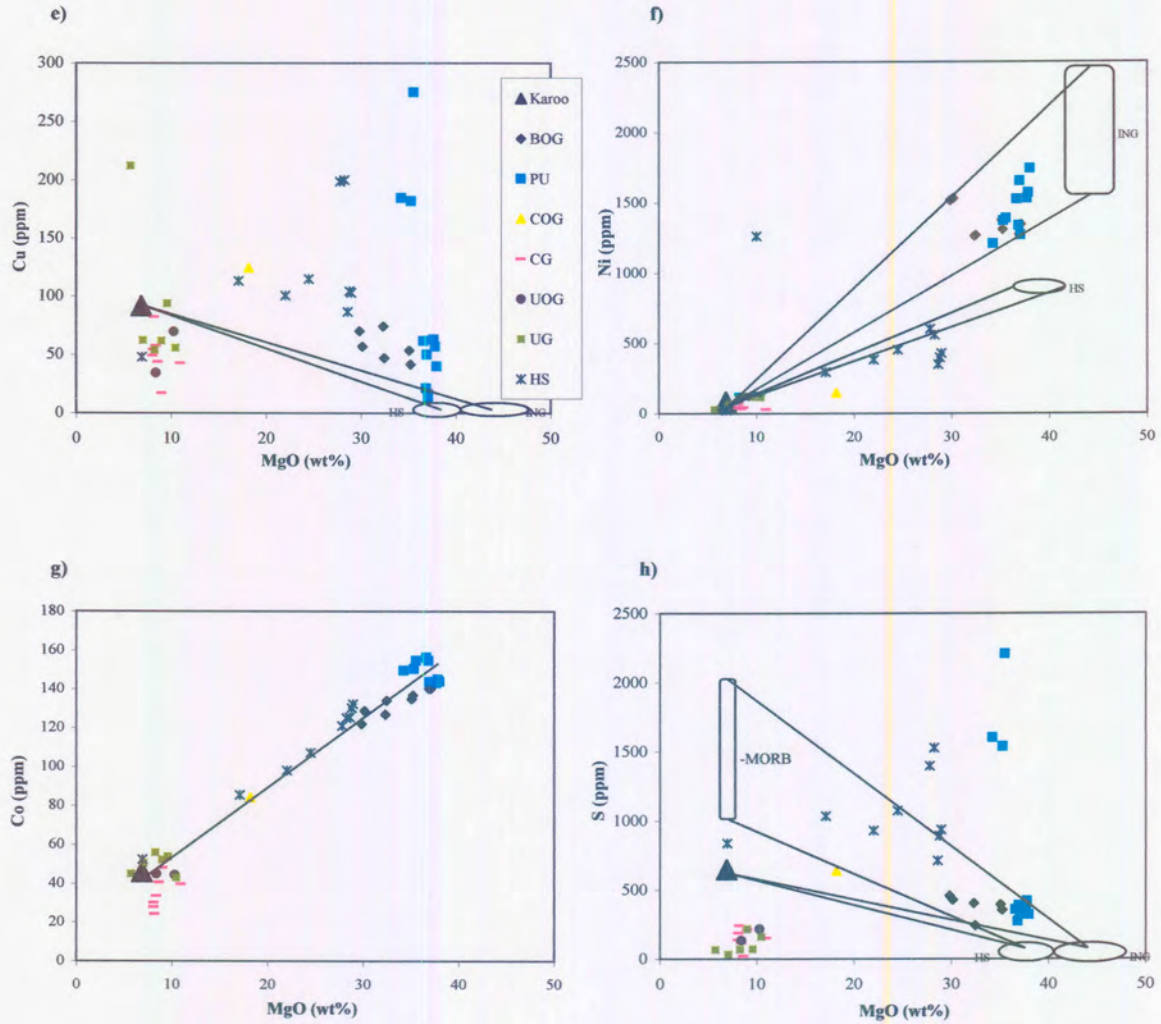 e)
Cu (ppm)
300
250
200
150
100
50
0
0 10 20 30 40 50
MgO (wt%)
HS
ING
Karoo
BOG
PU
COG
CG
UOG
UG
HS
f)
Ni (ppm)
2500
2000
1500
1000
500
0
0 10 20 30 40 50
MgO (wt%)
ING
HS
g)
Co (ppm)
180
160
140
120
100
80
60
40
20
0
0 10 20 30 40 50
MgO (wt%)
h)
S (ppm)
2500
2000
1500
1000
500
0
0 10 20 30 40 50
MgO (wt%)
-MORB
HS
ING